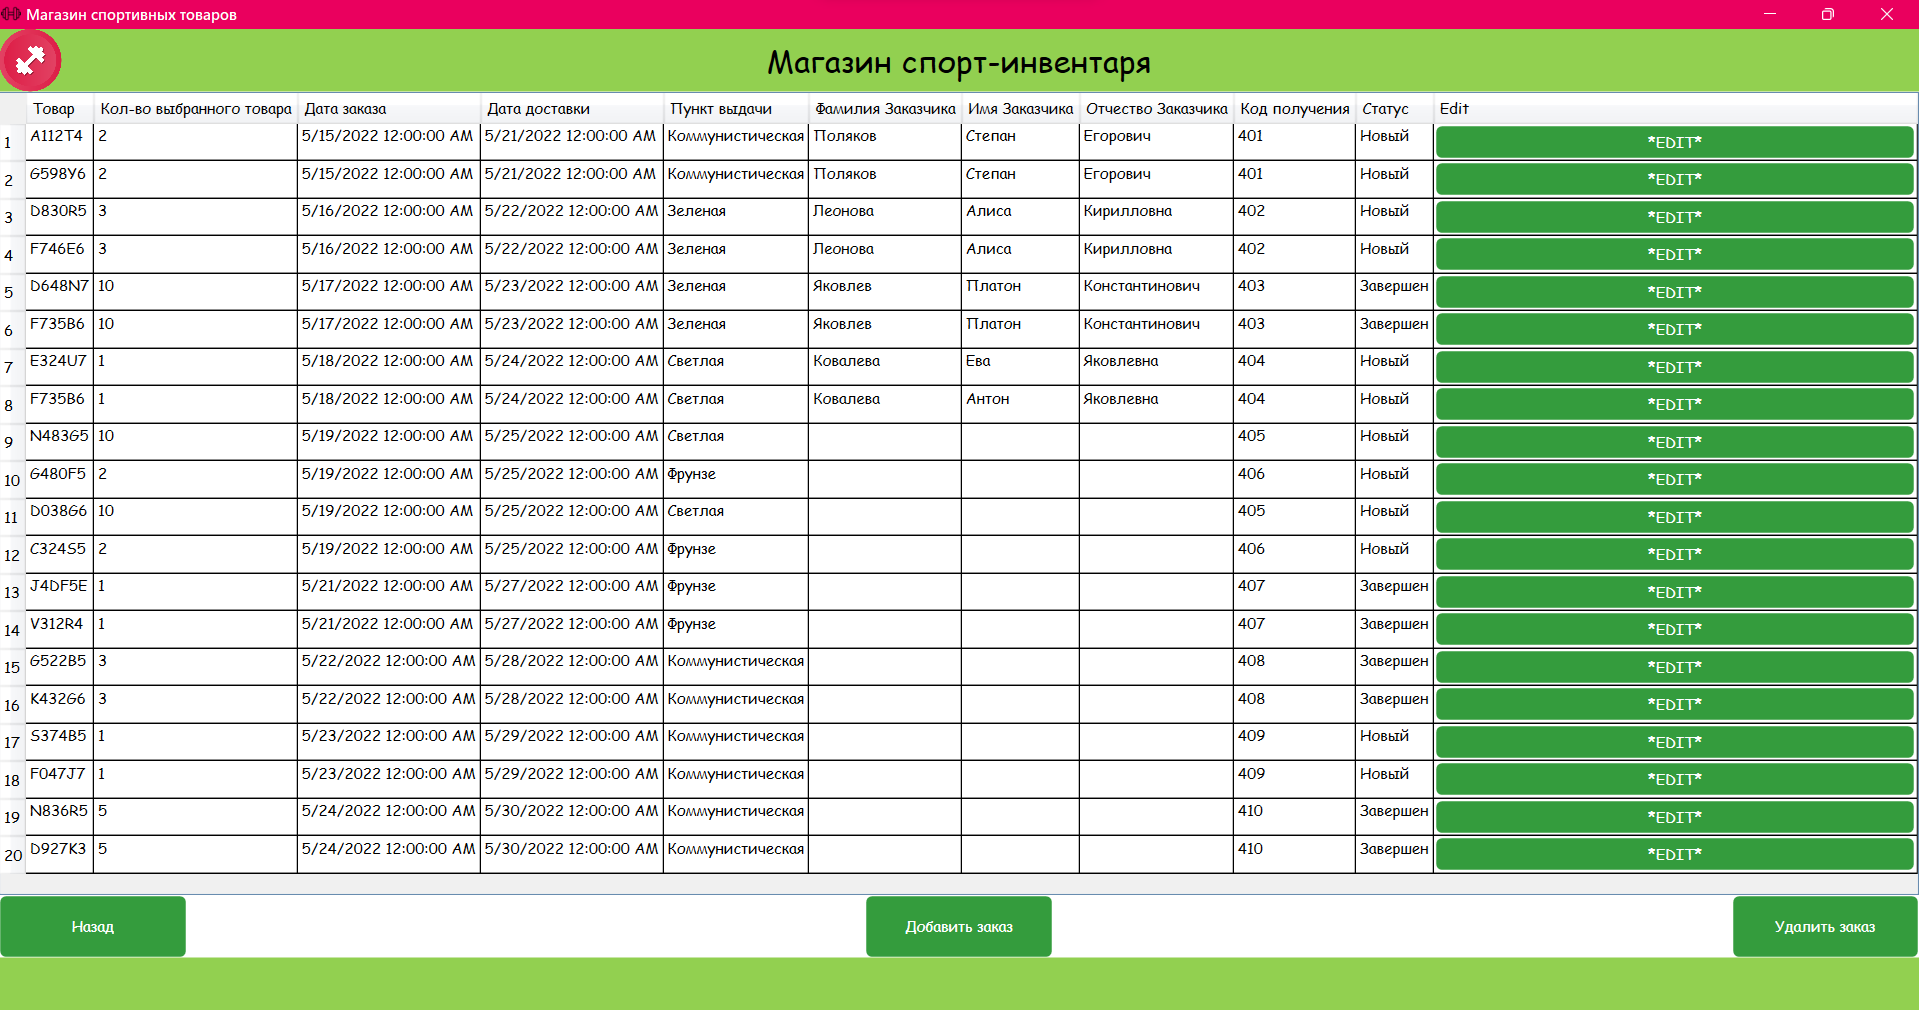 Магазин спортивных товаров
Магазин спорт-инвентаря
Товар Кол-во выбранного товара Дата заказа Дата доставки Пункт выдачи Фамилия Заказчика Имя Заказчика Отчество Заказчика Код получения Статус Edit
1 A112T4 2 5/15/2022 12:00:00 AM 5/21/2022 12:00:00 AM Коммунистическая Поляков Степан Егорович 401 Новый *EDIT*
2 G598Y6 2 5/15/2022 12:00:00 AM 5/21/2022 12:00:00 AM Коммунистическая Поляков Степан Егорович 401 Новый *EDIT*
3 D830R5 3 5/16/2022 12:00:00 AM 5/22/2022 12:00:00 AM Зеленая Леонова Алиса Кирилловна 402 Новый *EDIT*
4 F746E6 3 5/16/2022 12:00:00 AM 5/22/2022 12:00:00 AM Зеленая Леонова Алиса Кирилловна 402 Новый *EDIT*
5 D648N7 10 5/17/2022 12:00:00 AM 5/23/2022 12:00:00 AM Зеленая Яковлев Платон Константинович 403 Завершен *EDIT*
6 F735B6 10 5/17/2022 12:00:00 AM 5/23/2022 12:00:00 AM Зеленая Яковлев Платон Константинович 403 Завершен *EDIT*
7 E324U7 1 5/18/2022 12:00:00 AM 5/24/2022 12:00:00 AM Светлая Ковалева Ева Яковлевна 404 Новый *EDIT*
8 F735B6 1 5/18/2022 12:00:00 AM 5/24/2022 12:00:00 AM Светлая Ковалева Антон Яковлевна 404 Новый *EDIT*
9 N483G5 10 5/19/2022 12:00:00 AM 5/25/2022 12:00:00 AM Светлая 405 Новый *EDIT*
10 G480F5 2 5/19/2022 12:00:00 AM 5/25/2022 12:00:00 AM Фрунзе 406 Новый *EDIT*
11 D038G6 10 5/19/2022 12:00:00 AM 5/25/2022 12:00:00 AM Светлая 405 Новый *EDIT*
12 C324S5 2 5/19/2022 12:00:00 AM 5/25/2022 12:00:00 AM Фрунзе 406 Новый *EDIT*
13 J4DF5E 1 5/21/2022 12:00:00 AM 5/27/2022 12:00:00 AM Фрунзе 407 Завершен *EDIT*
14 V312R4 1 5/21/2022 12:00:00 AM 5/27/2022 12:00:00 AM Фрунзе 407 Завершен *EDIT*
15 G522B5 3 5/22/2022 12:00:00 AM 5/28/2022 12:00:00 AM Коммунистическая 408 Завершен *EDIT*
16 K432G6 3 5/22/2022 12:00:00 AM 5/28/2022 12:00:00 AM Коммунистическая 408 Завершен *EDIT*
17 S374B5 1 5/23/2022 12:00:00 AM 5/29/2022 12:00:00 AM Коммунистическая 409 Новый *EDIT*
18 F047J7 1 5/23/2022 12:00:00 AM 5/29/2022 12:00:00 AM Коммунистическая 409 Новый *EDIT*
19 N836R5 5 5/24/2022 12:00:00 AM 5/30/2022 12:00:00 AM Коммунистическая 410 Завершен *EDIT*
20 D927K3 5 5/24/2022 12:00:00 AM 5/30/2022 12:00:00 AM Коммунистическая 410 Завершен *EDIT*
Назад Добавить заказ Удалить заказ